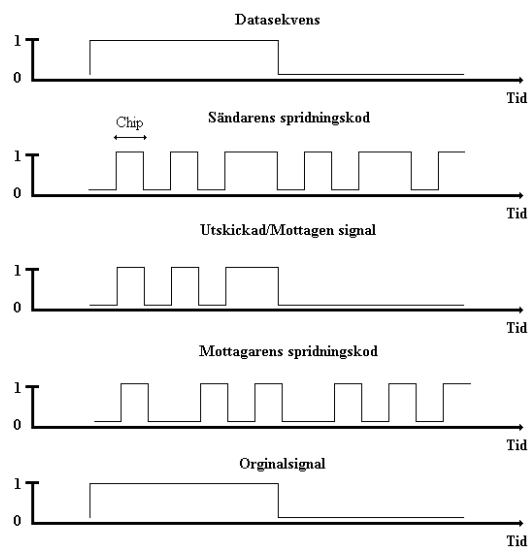 Datasekvens
1
0
Tid
Sändarens spridningskod
Chip
1
0
Tid
Utskickad/Mottagen signal
1
0
Tid
Mottagarens spridningskod
1
0
Tid
Orginalsignal
1
0
Tid